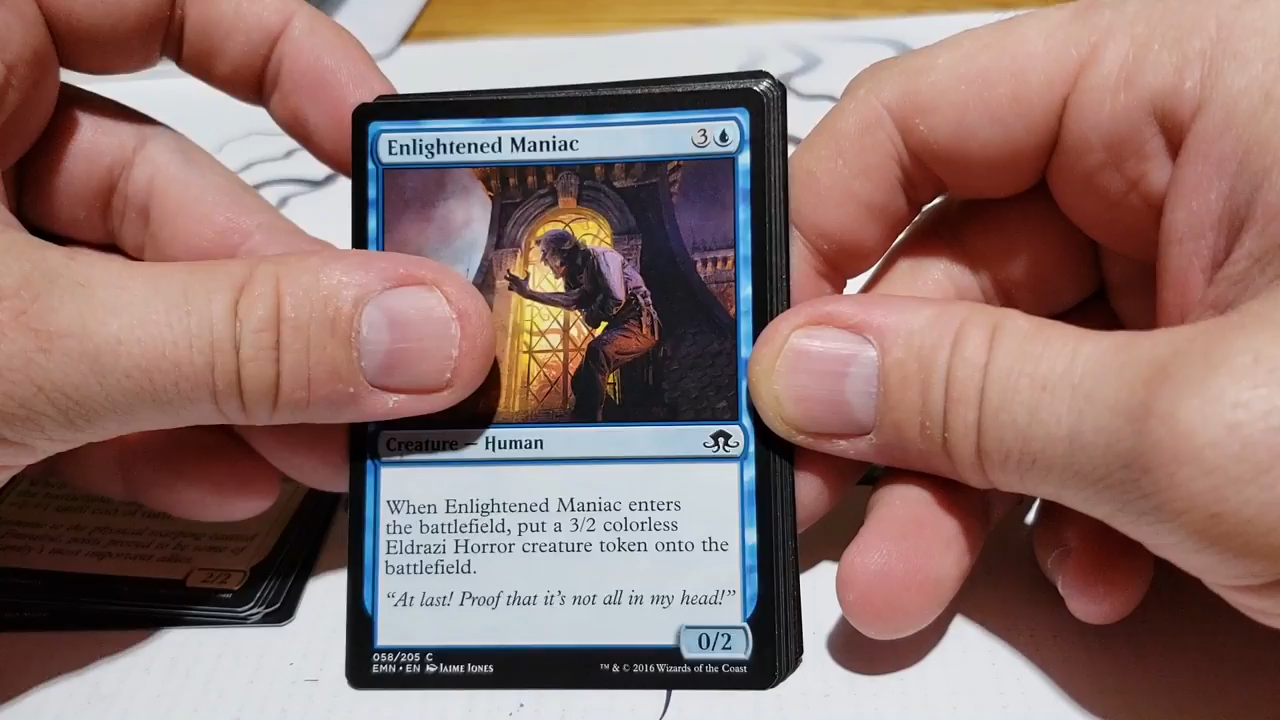 Enlightened Maniac 3
Creature — Human
When Enlightened Maniac enters
the battlefield, put a 3/2 colorless
Eldrazi Horror creature token onto the
battlefield.
“At last! Proof that it’s not all in my head!”
0/2
058/205 C
EMN • EN JAIME JONES
™ & © 2016 Wizards of the Coast
2/2